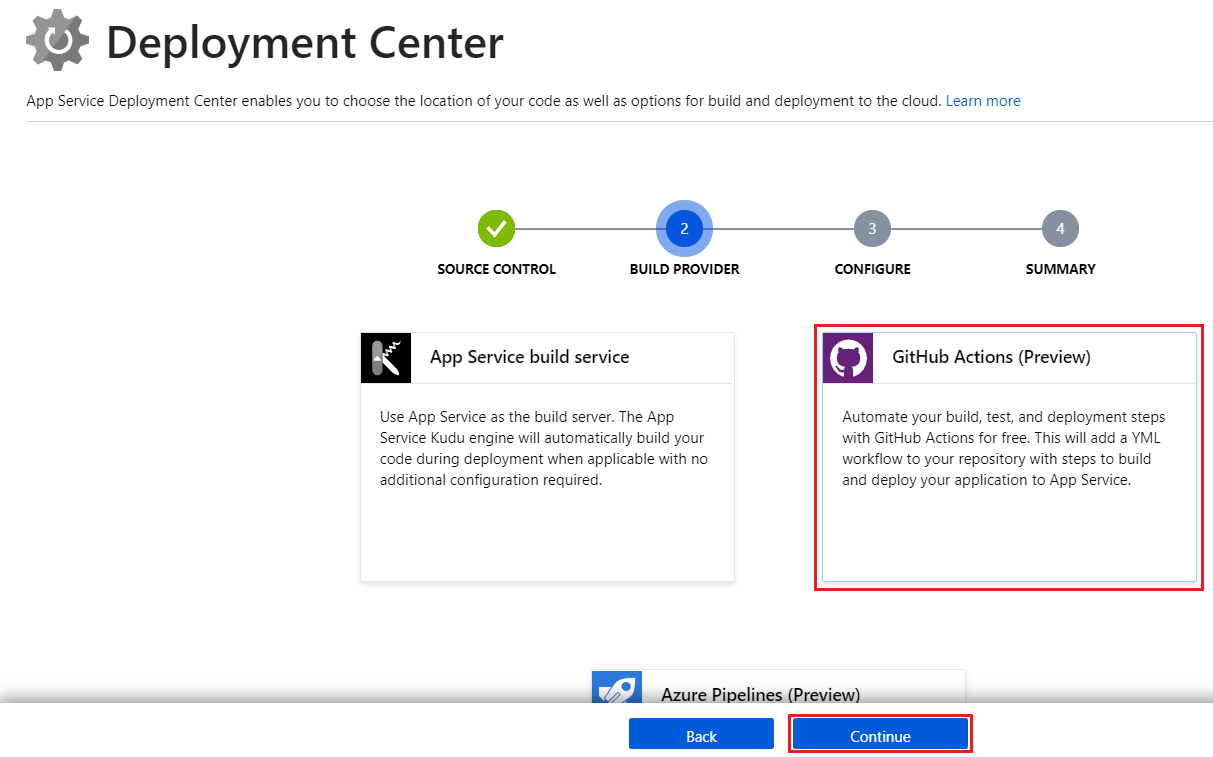 Deployment Center
App Service Deployment Center enables you to choose the location of your code as well as options for build and deployment to the cloud. Learn more
2
3
4
SOURCE CONTROL
BUILD PROVIDER
CONFIGURE
SUMMARY
App Service build service
Use App Service as the build server. The App
Service Kudu engine will automatically build your
code during deployment when applicable with no
additional configuration required.
GitHub Actions (Preview)
Automate your build, test, and deployment steps
with GitHub Actions for free. This will add a YML
workflow to your repository with steps to build
and deploy your application to App Service.
Azure Pipelines (Preview)
Back
Continue